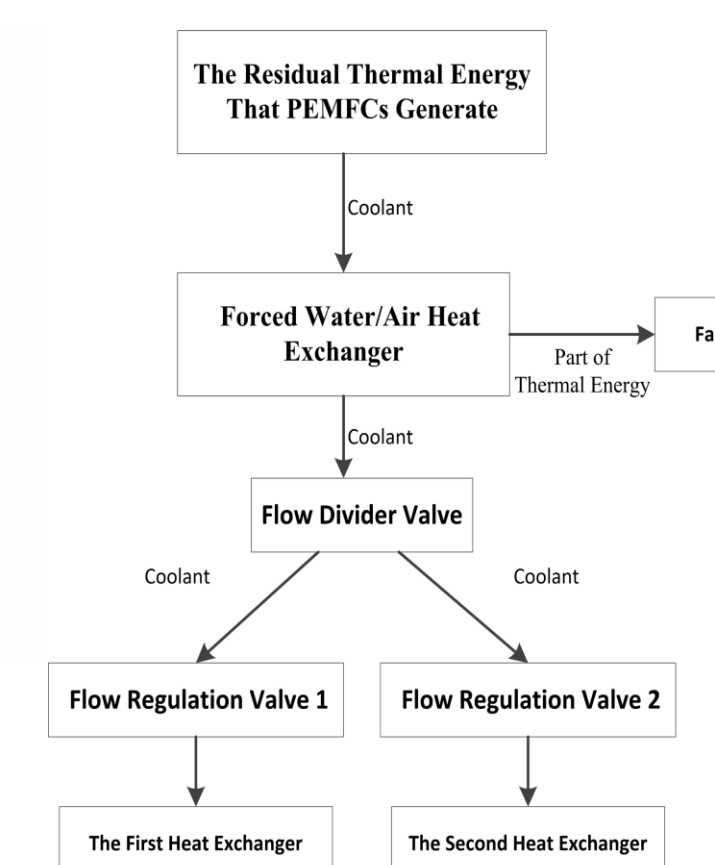 The Residual Thermal Energy
That PEMFCs Generate
Coolant
Forced Water/Air Heat
Exchanger
Part of
Thermal Energy
Coolant
Flow Divider Valve
Coolant
Coolant
Flow Regulation Valve 1
Flow Regulation Valve 2
The First Heat Exchanger
The Second Heat Exchanger